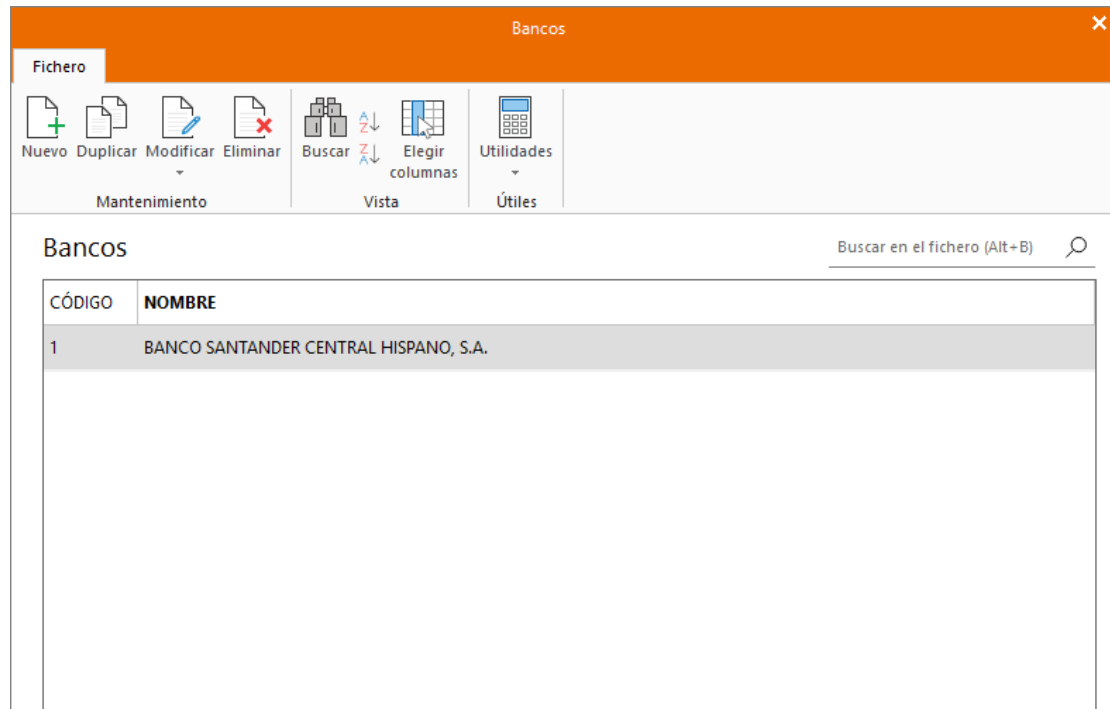 Bancos
Fichero
Nuevo Duplicar Modificar Eliminar Buscar Elegir columnas Utilidades
Mantenimiento Vista Útiles
Bancos
Buscar en el fichero (Alt+B)
CÓDIGO NOMBRE
1 BANCO SANTANDER CENTRAL HISPANO, S.A.